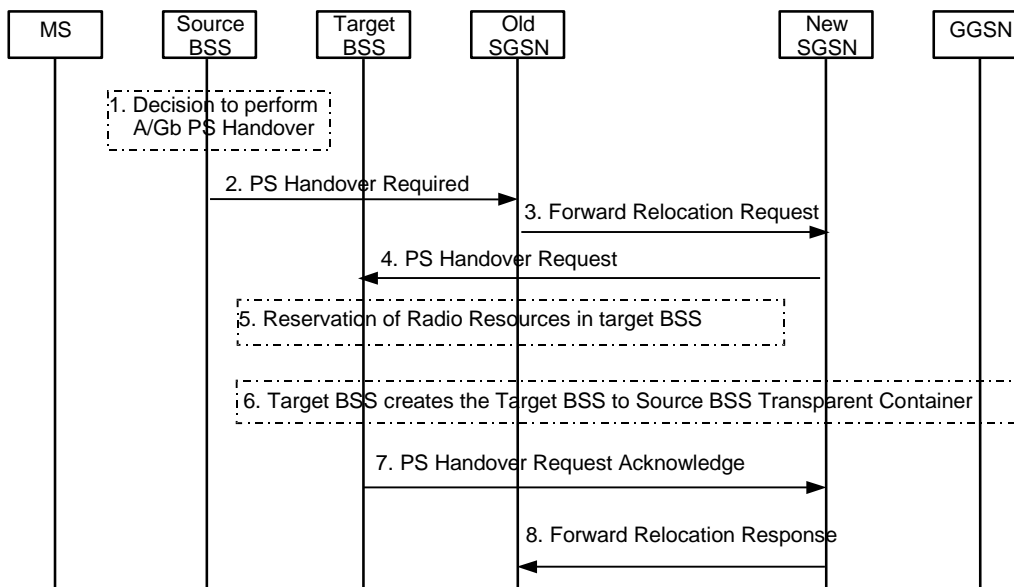 MS
Source
BSS
Target
BSS
Old
SGSN
New
SGSN
GGSN
1. Decision to perform
A/Gb PS Handover
2. PS Handover Required
3. Forward Relocation Request
4. PS Handover Request
5. Reservation of Radio Resources in target BSS
6. Target BSS creates the Target BSS to Source BSS Transparent Container
7. PS Handover Request Acknowledge
8. Forward Relocation Response